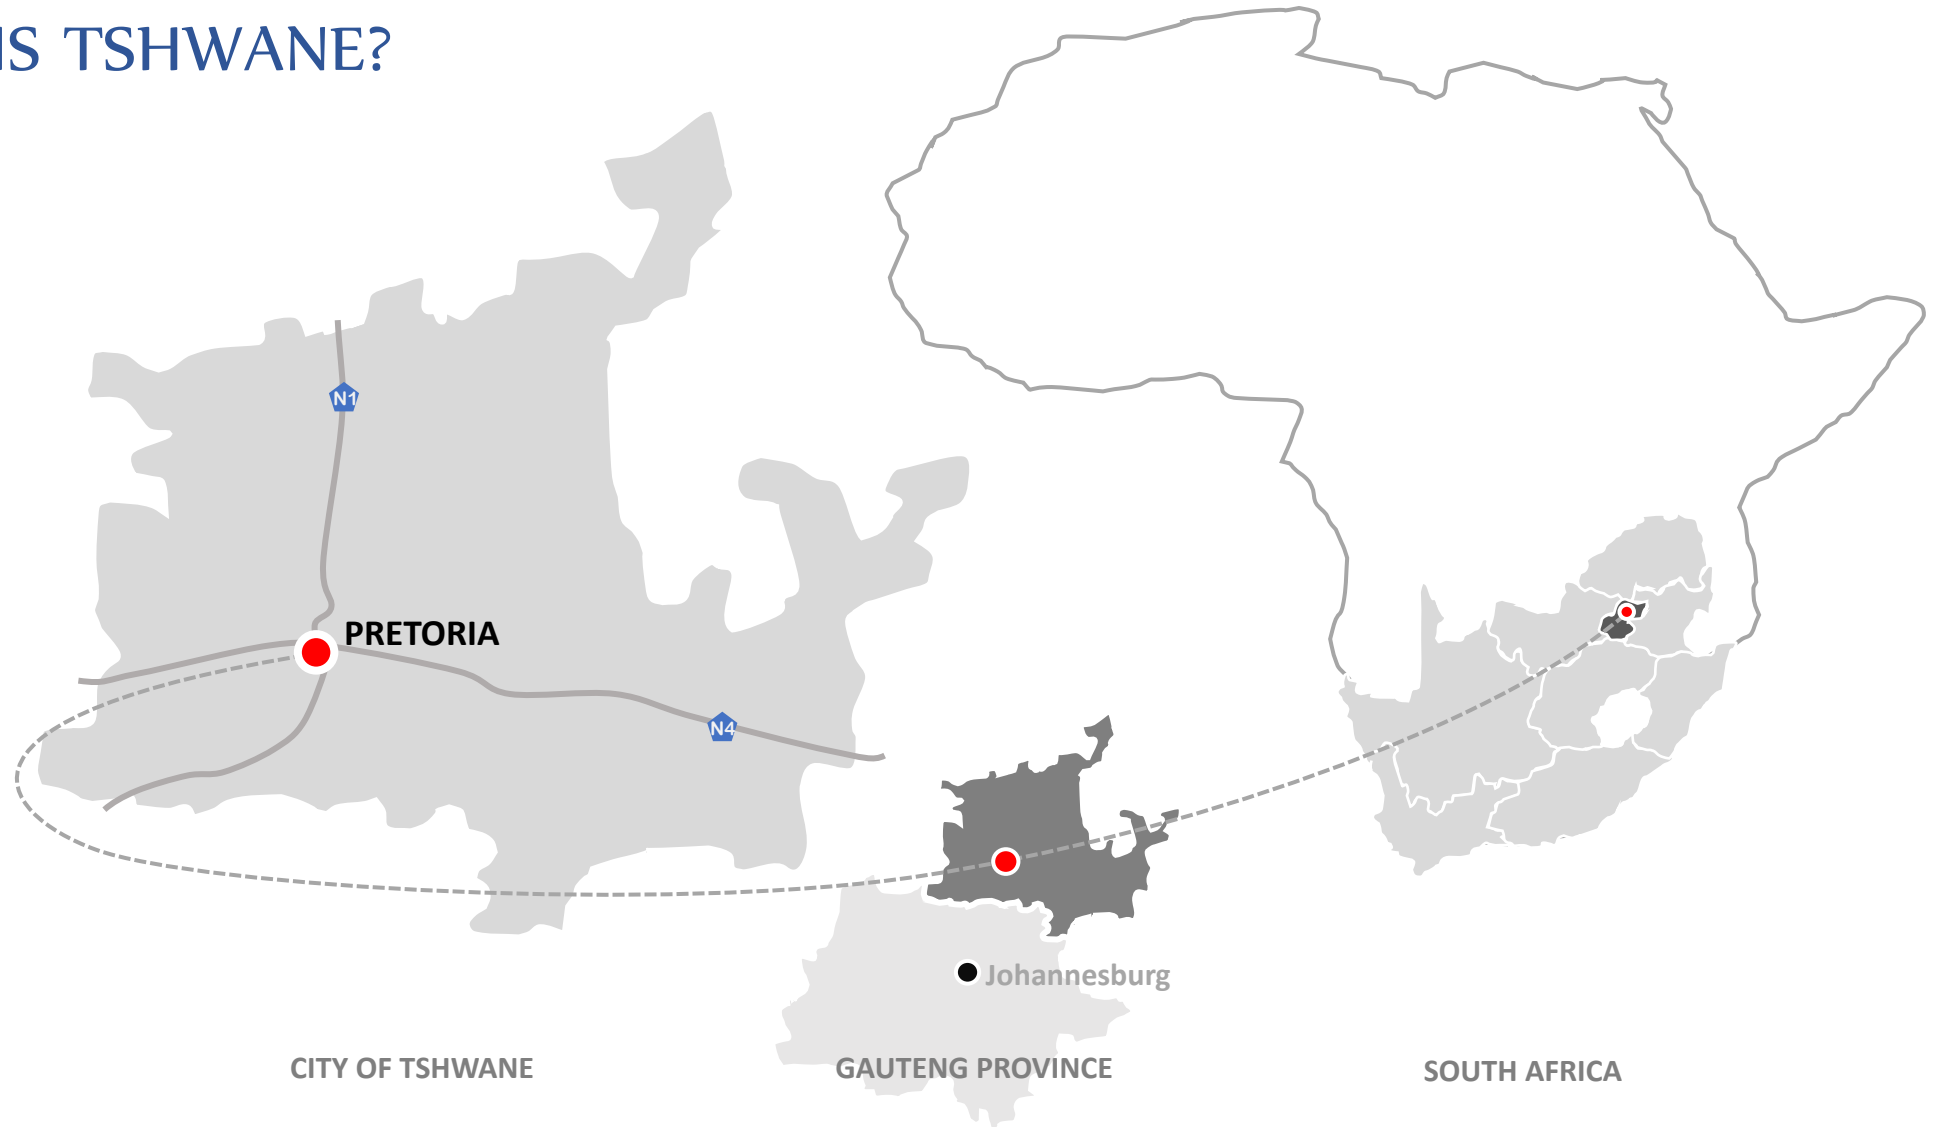 IS TSHWANE?
N1
PRETORIA
N4
Johannesburg
CITY OF TSHWANE
GAUTENG PROVINCE
SOUTH AFRICA